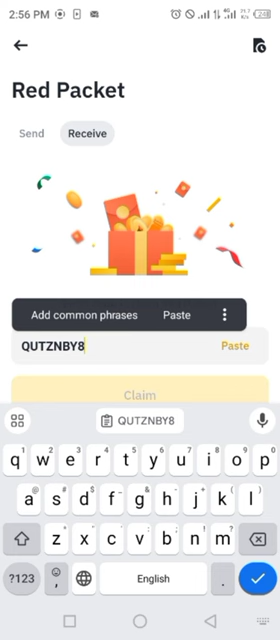 2:56 PM
Red Packet
Send
Receive
Add common phrases
Paste
QUTZNBY8
Paste
Claim
QUTZNBY8
q w e r t y u i o p
a s d f g h j k l
z x c v b n m
?123
,
English
.